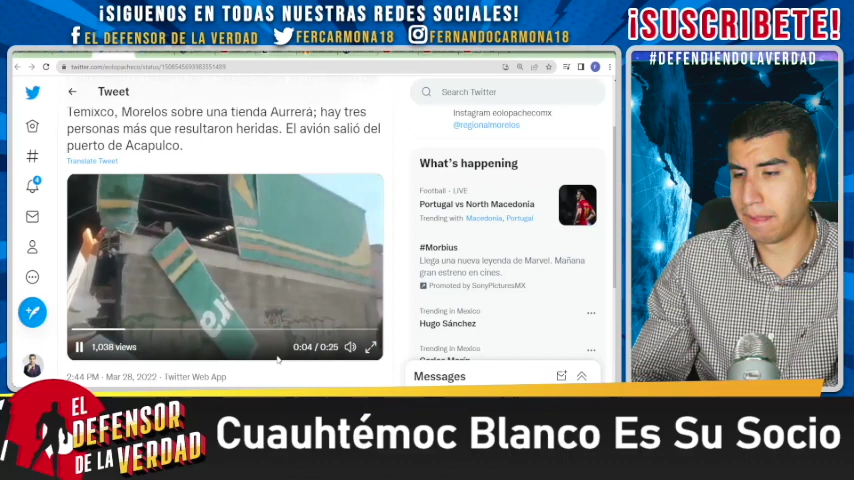 ¡SIGUENOS EN TODAS NUESTRAS REDES SOCIALES!
EL DEFENSOR DE LA VERDAD
FERCARMONA18
FERNANDOCARMONA18
¡SUSCRIBETE!
#DEFENDIENDOLAVERDAD
twitter.com/eolopacheco/status/1508545693983551489
Tweet
Temixco, Morelos sobre una tienda Aurrerá; hay tres
personas más que resultaron heridas. El avión salió del
puerto de Acapulco.
Translate Tweet
1,038 views
0:04 / 0:25
2:44 PM · Mar 28, 2022 · Twitter Web App
Search Twitter
Instagram eolopachecomx
@regionalmorelos
What's happening
Football · LIVE
Portugal vs North Macedonia
Trending with Macedonia, Portugal
#Morbius
Llega una nueva leyenda de Marvel. Mañana
gran estreno en cines.
Promoted by SonyPicturesMX
Trending in Mexico
Hugo Sánchez
Trending in Mexico
Messages
EL
DEFENSOR
DE LA VERDAD
Cuauhtémoc Blanco Es Su Socio